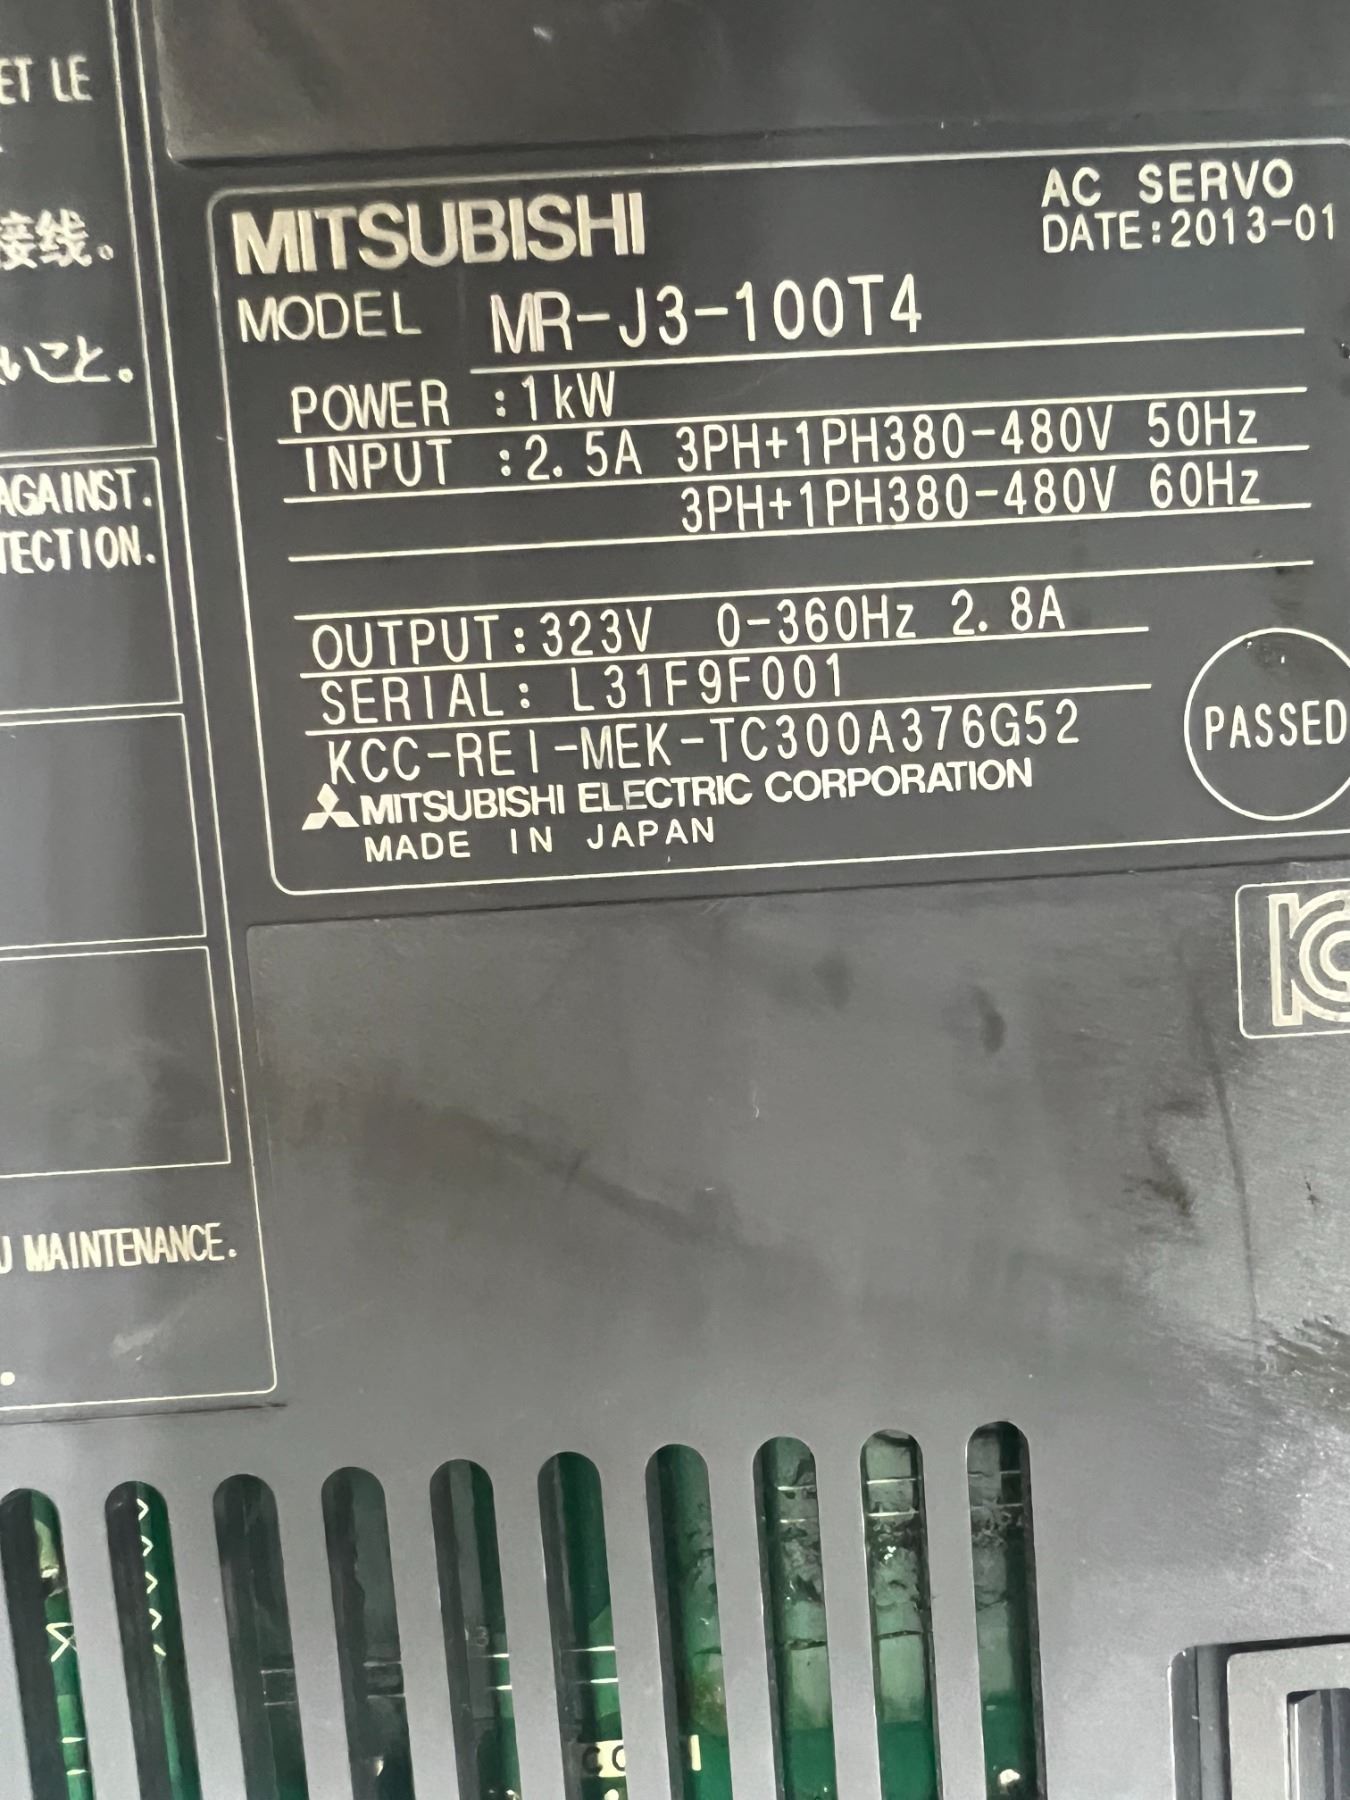 ET LE
接线。
いこと。
AGAINST.
TECTION.
U MAINTENANCE.
MITSUBISHI
AC SERVO
DATE:2013-01
MODEL MR-J3-100T4
POWER :1kW
INPUT :2.5A 3PH+1PH380-480V 50Hz
3PH+1PH380-480V 60Hz
OUTPUT:323V 0-360Hz 2.8A
SERIAL: L31F9F001
KCC-REI-MEK-TC300A376G52
MITSUBISHI ELECTRIC CORPORATION
MADE IN JAPAN
PASSED